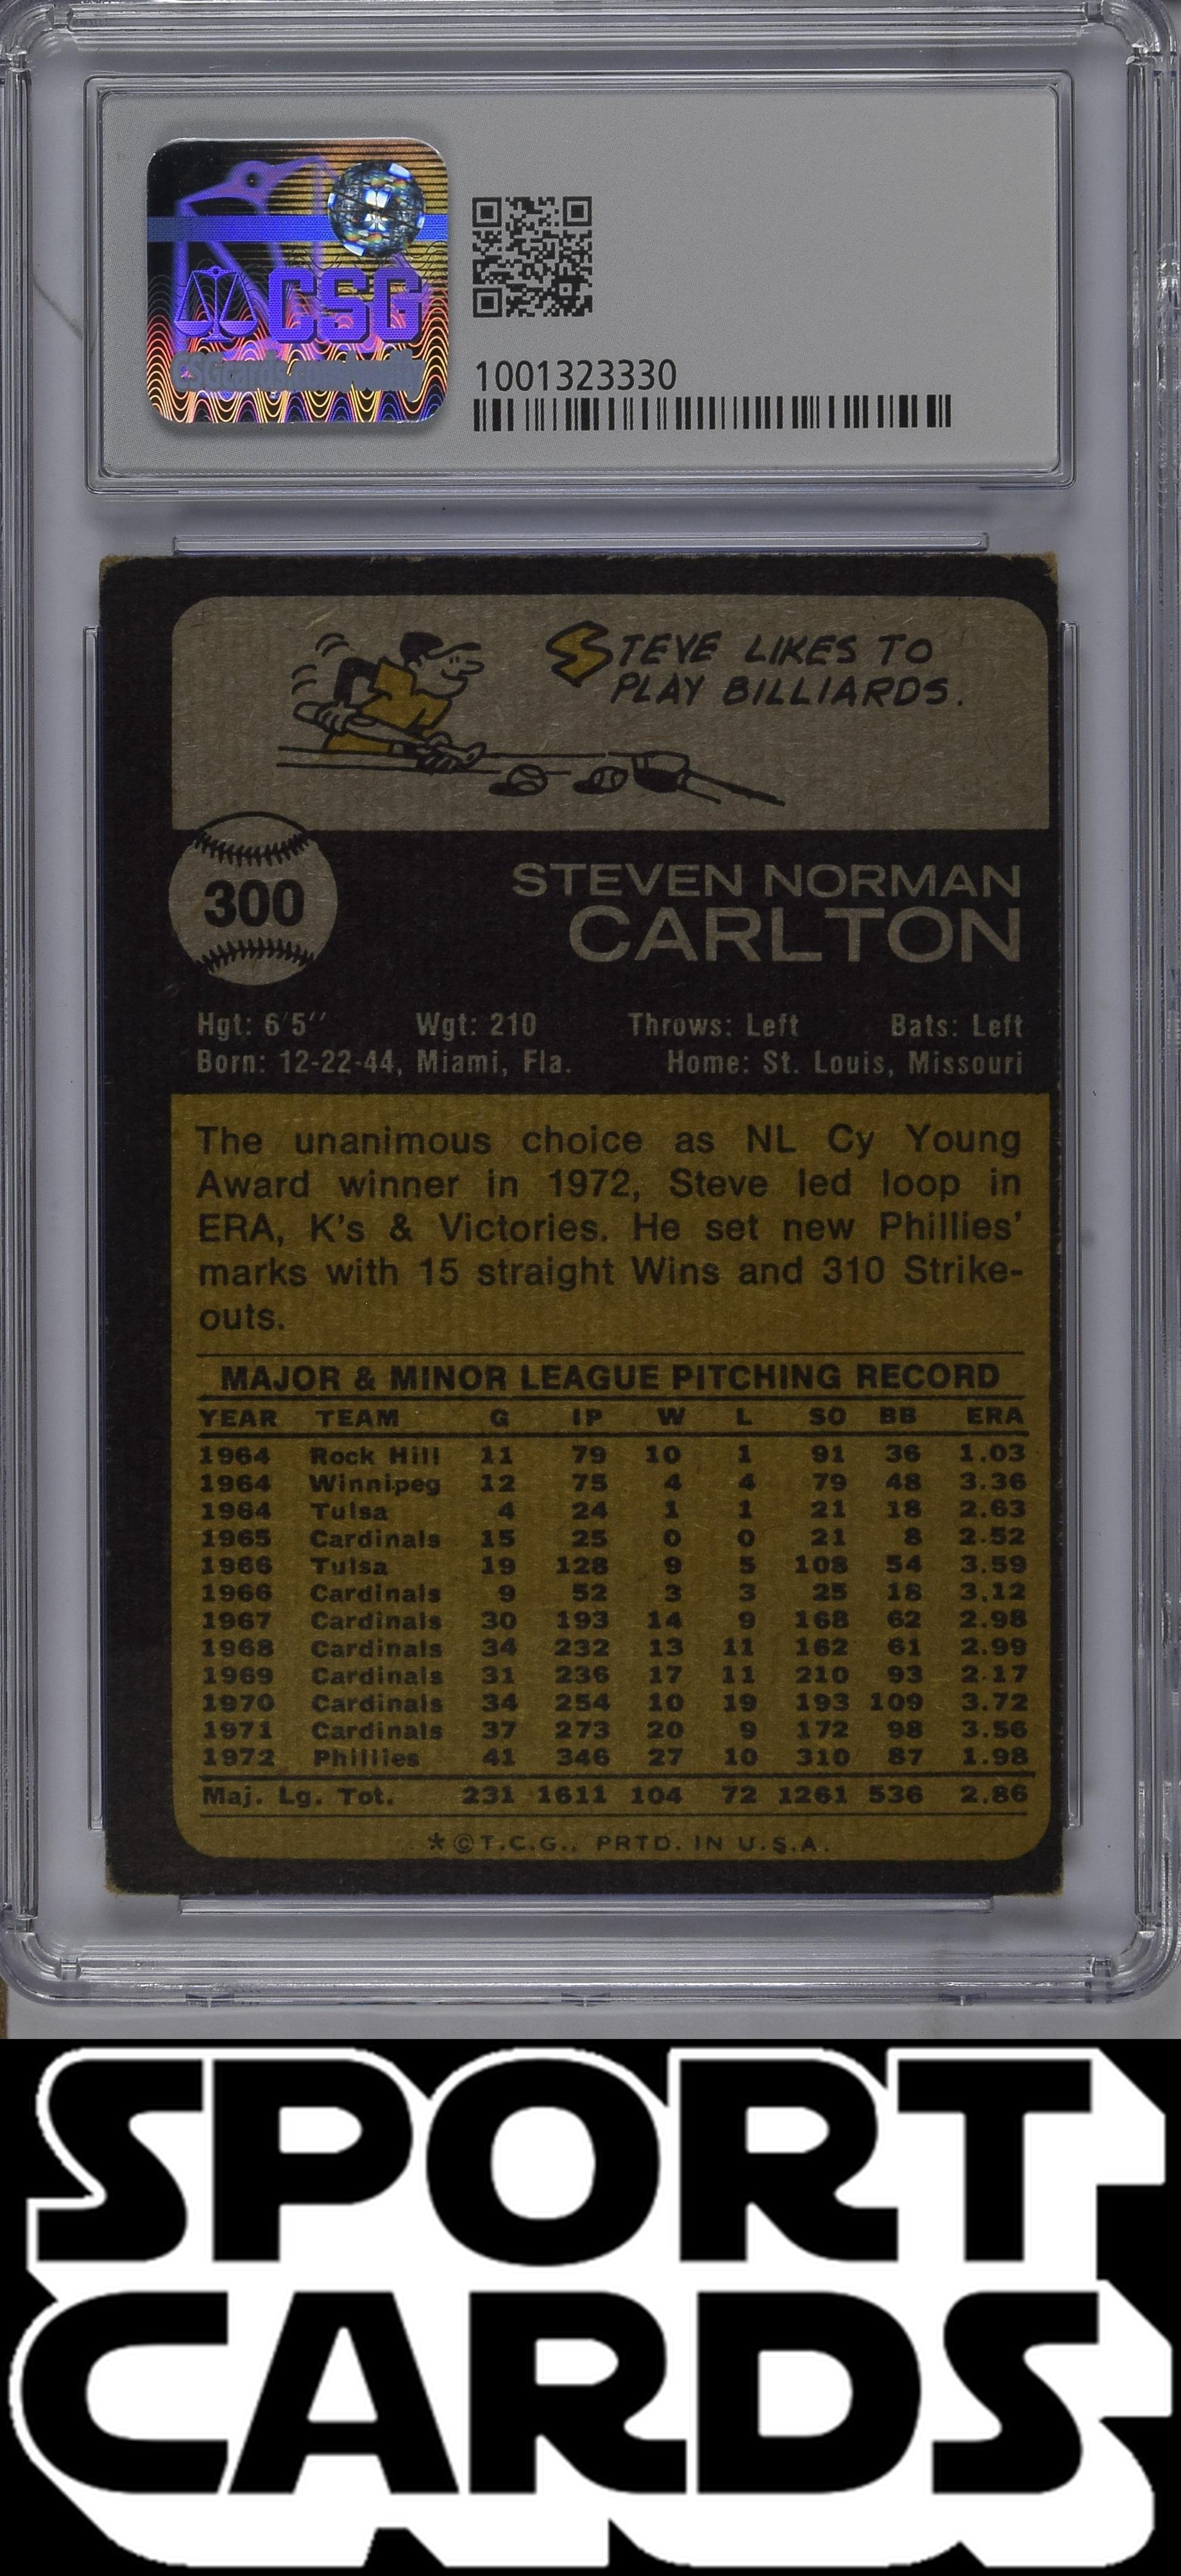 CSG
1001323330
STEVE LIKES TO
PLAY BILLIARDS.
300
STEVEN NORMAN
CARLTON
Hgt: 6'5'' Wgt: 210 Throws: Left Bats: Left
Born: 12-22-44, Miami, Fla. Home: St. Louis, Missouri
The unanimous choice as NL Cy Young
Award winner in 1972, Steve led loop in
ERA, K's & Victories. He set new Phillies'
marks with 15 straight Wins and 310 Strike-
outs.
MAJOR & MINOR LEAGUE PITCHING RECORD
YEAR TEAM G IP W L SO BB ERA
1964 Rock Hill 11 79 10 1 91 36 1.03
1964 Winnipeg 12 75 4 4 79 48 3.36
1964 Tulsa 4 24 1 1 21 18 2.63
1965 Cardinals 15 25 0 0 21 8 2.52
1966 Tulsa 19 128 9 5 108 54 3.59
1966 Cardinals 9 52 3 3 25 18 3.12
1967 Cardinals 30 193 14 9 168 62 2.98
1968 Cardinals 34 232 13 11 162 61 2.99
1969 Cardinals 31 236 17 11 210 93 2.17
1970 Cardinals 34 254 10 19 193 109 3.72
1971 Cardinals 37 273 20 9 172 98 3.56
1972 Phillies 41 346 27 10 310 87 1.98
Maj. Lg. Tot. 231 1611 104 72 1261 536 2.86
*©T.C.G., PRTD. IN U.S.A.
SPORT
CARDS